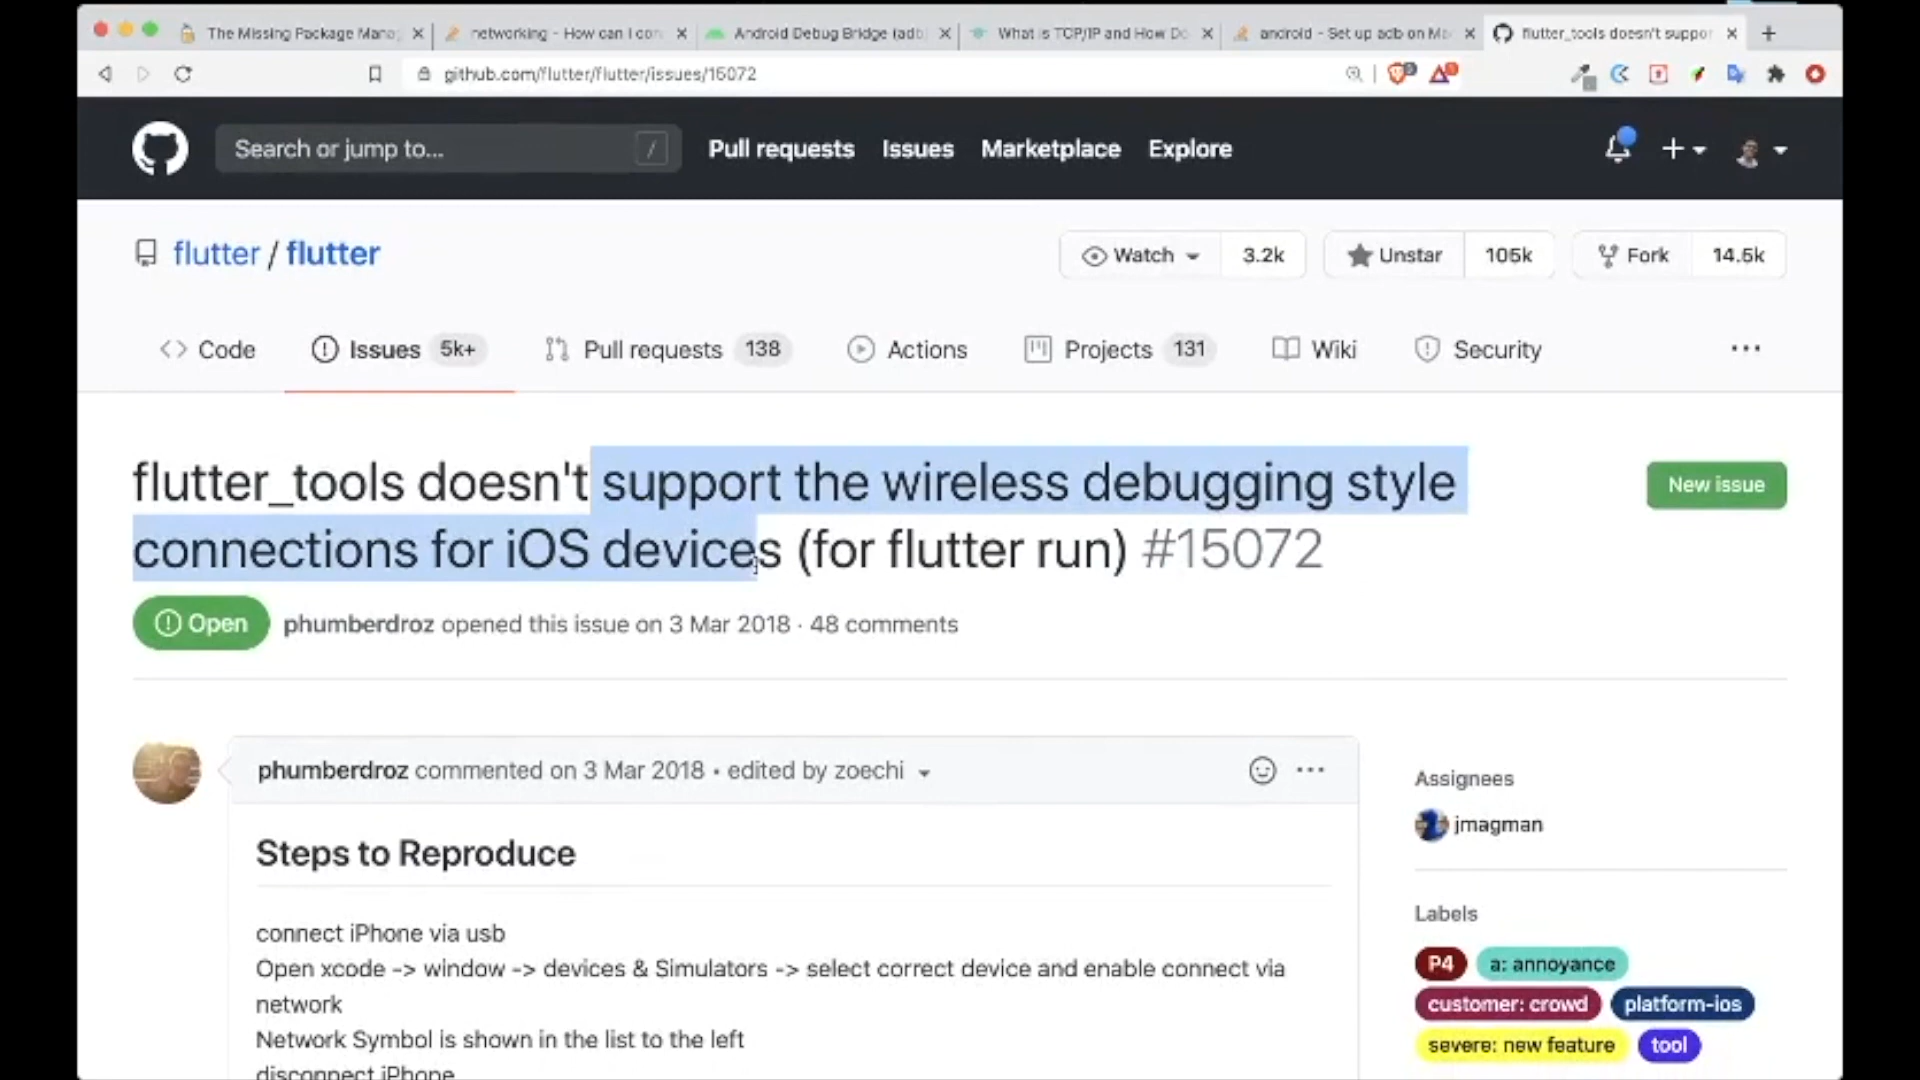 The Missing Package Mana
networking - How can I con
Android Debug Bridge (adb
What is TCP/IP and How Do
android - Set up adb on Ma
flutter_tools doesn't suppor
github.com/flutter/flutter/issues/15072
Search or jump to...
/
Pull requests
Issues
Marketplace
Explore
flutter / flutter
Watch
3.2k
Unstar
105k
Fork
14.5k
Code
Issues
5k+
Pull requests
138
Actions
Projects
131
Wiki
Security
flutter_tools doesn't support the wireless debugging style
connections for iOS devices (for flutter run) #15072
New issue
Open
phumberdroz opened this issue on 3 Mar 2018 · 48 comments
phumberdroz commented on 3 Mar 2018 • edited by zoechi
Steps to Reproduce
connect iPhone via usb
Open xcode -> window -> devices & Simulators -> select correct device and enable connect via
network
Network Symbol is shown in the list to the left
disconnect iPhone
Assignees
jmagman
Labels
P4
a: annoyance
customer: crowd
platform-ios
severe: new feature
tool